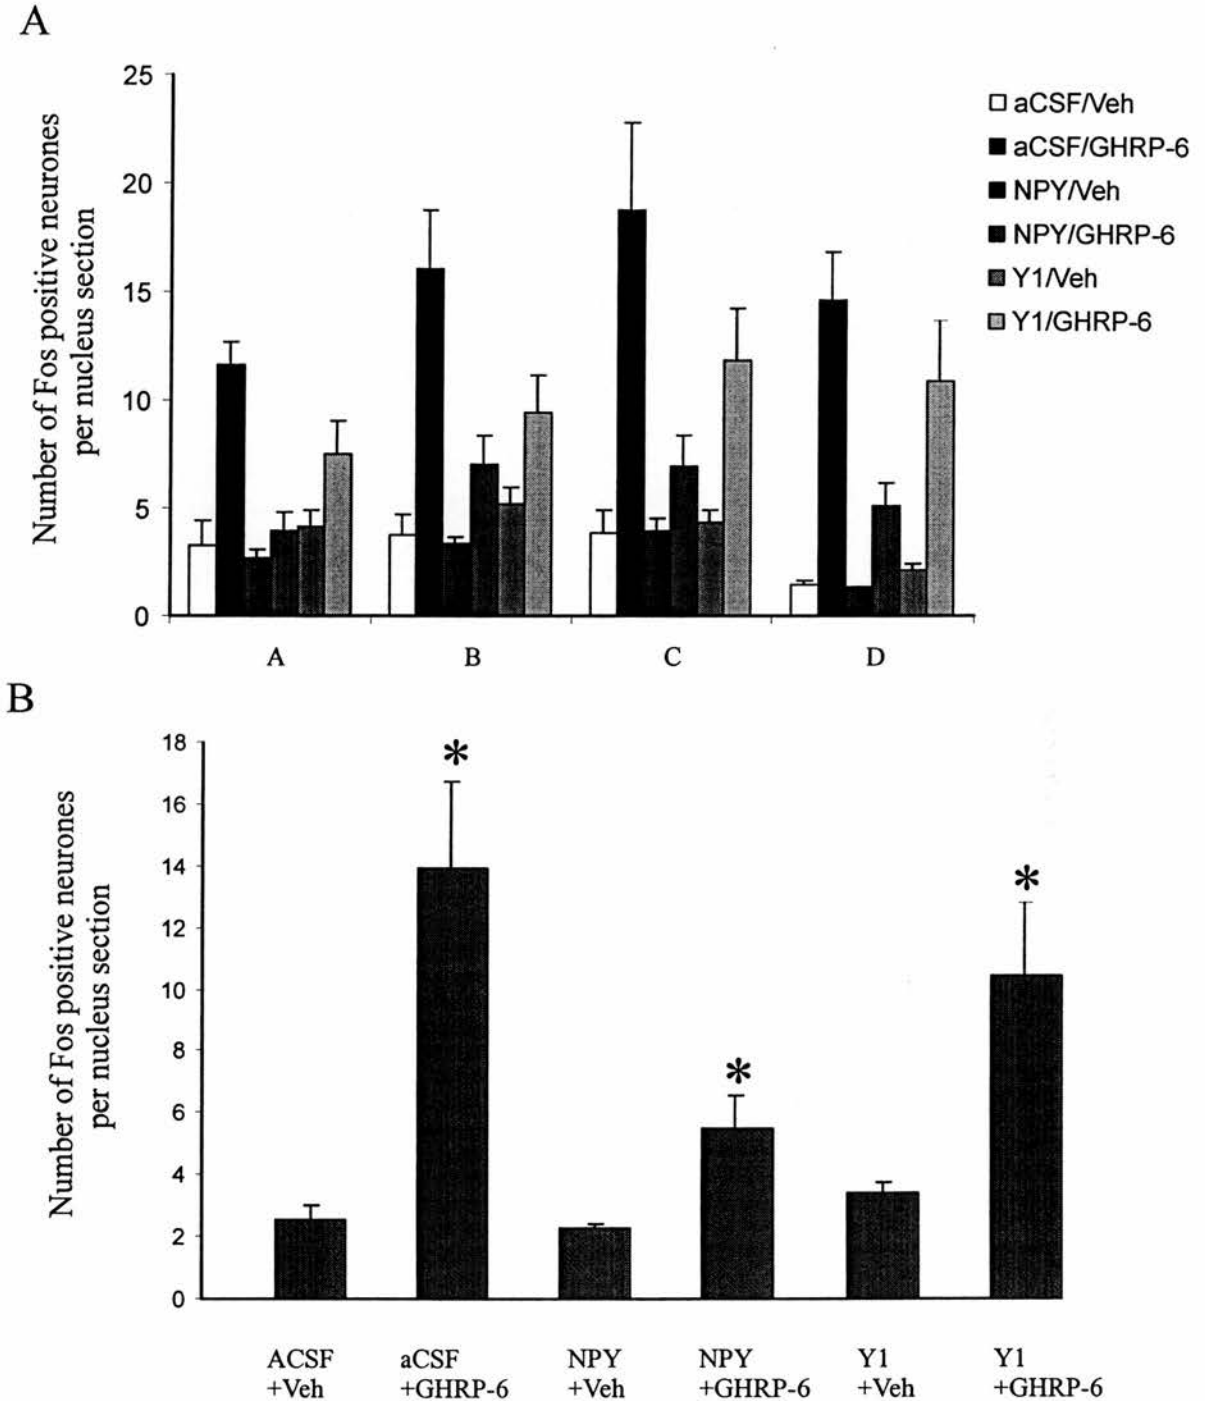 A
Number of Fos positive neurones
per nucleus section
25
20
15
10
5
0
A B C D
aCSF/Veh
aCSF/GHRP-6
NPY/Veh
NPY/GHRP-6
Y1/Veh
Y1/GHRP-6
B
Number of Fos positive neurones
per nucleus section
18
16
14
12
10
8
6
4
2
0
* * *
ACSF aCSF NPY NPY Y1 Y1
+Veh +GHRP-6 +Veh +GHRP-6 +Veh +GHRP-6